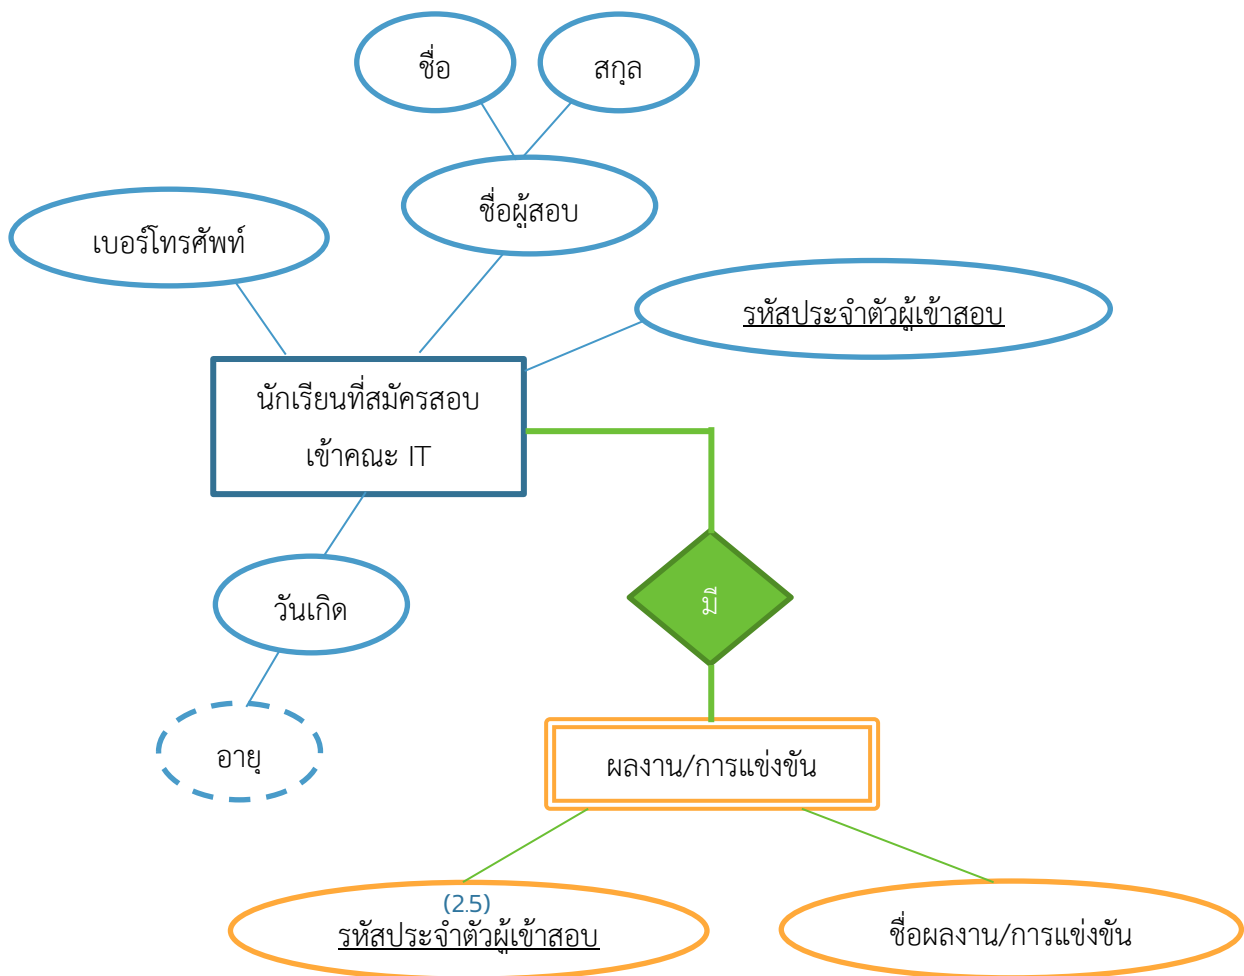 ชื่อ
สกุล
ชื่อผู้สอบ
เบอร์โทรศัพท์
รหัสประจำตัวผู้เข้าสอบ
นักเรียนที่สมัครสอบ
เข้าคณะ IT
วันเกิด
มี
อายุ
ผลงาน/การแข่งขัน
(2.5)
รหัสประจำตัวผู้เข้าสอบ
ชื่อผลงาน/การแข่งขัน